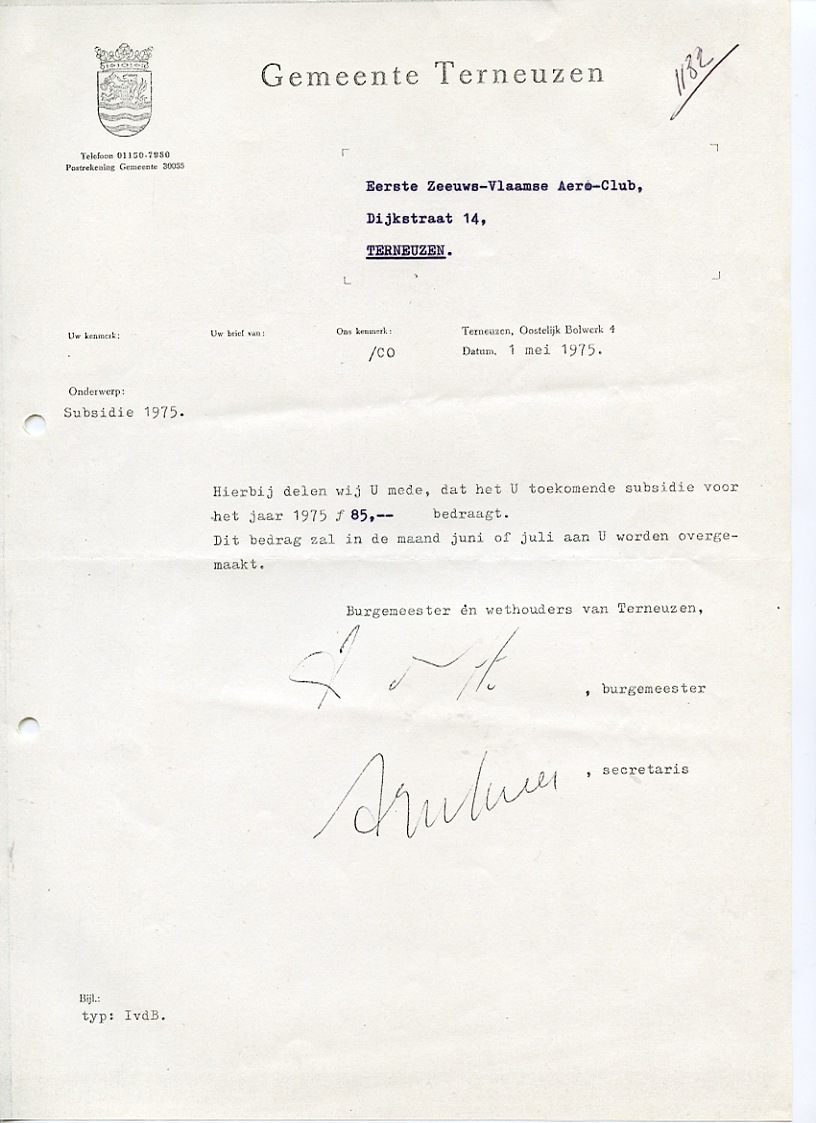 Gemeente Terneuzen
1182
Telefoon 01150-7980
Postrekening Gemeente 30055
Eerste Zeeuws-Vlaamse Aero-Club,
Dijkstraat 14,
TERNEUZEN.
Uw kenmerk: Uw brief van: Ons kenmerk: Terneuzen, Oostelijk Bolwerk 4
/CO Datum. 1 mei 1975.
Onderwerp:
Subsidie 1975.
Hierbij delen wij U mede, dat het U toekomende subsidie voor
het jaar 1975 ƒ 85,-- bedraagt.
Dit bedrag zal in de maand juni of juli aan U worden overge-
maakt.
Burgemeester én wethouders van Terneuzen,
, burgemeester
, secretaris
Bijl.:
typ: IvdB.